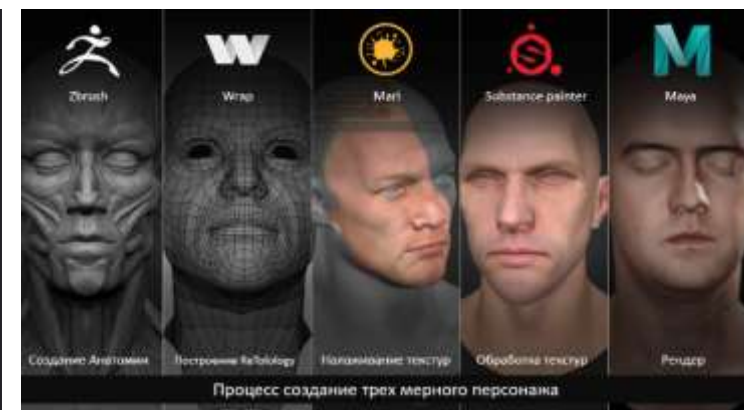 Zbrush
Wrap
Mari
Substance painter
Maya
Создание Анатомии
Построение ReTolology
Наложивание текстур
Обработка текстур
Рендер
Процесс создание трех мерного персонажа